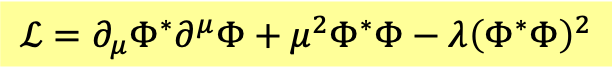 ℒ = ∂_μΦ*∂^μΦ + μ²Φ*Φ − λ(Φ*Φ)²